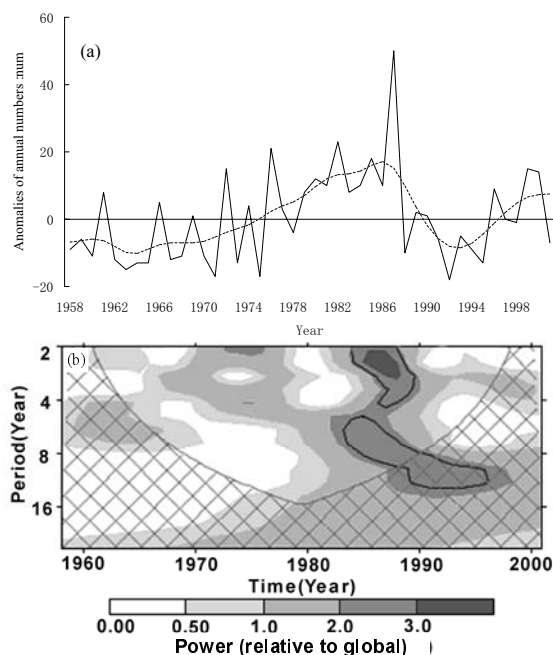 60
(a)
40
20
0
-20
Anomalies of annual numbers :num
1958 1962 1966 1970 1974 1978 1982 1986 1990 1994 1998
Year
(b)
2
4
8
16
Period(Year)
1960 1970 1980 1990 2000
Time(Year)
0.00 0.50 1.0 2.0 3.0
Power (relative to global) )